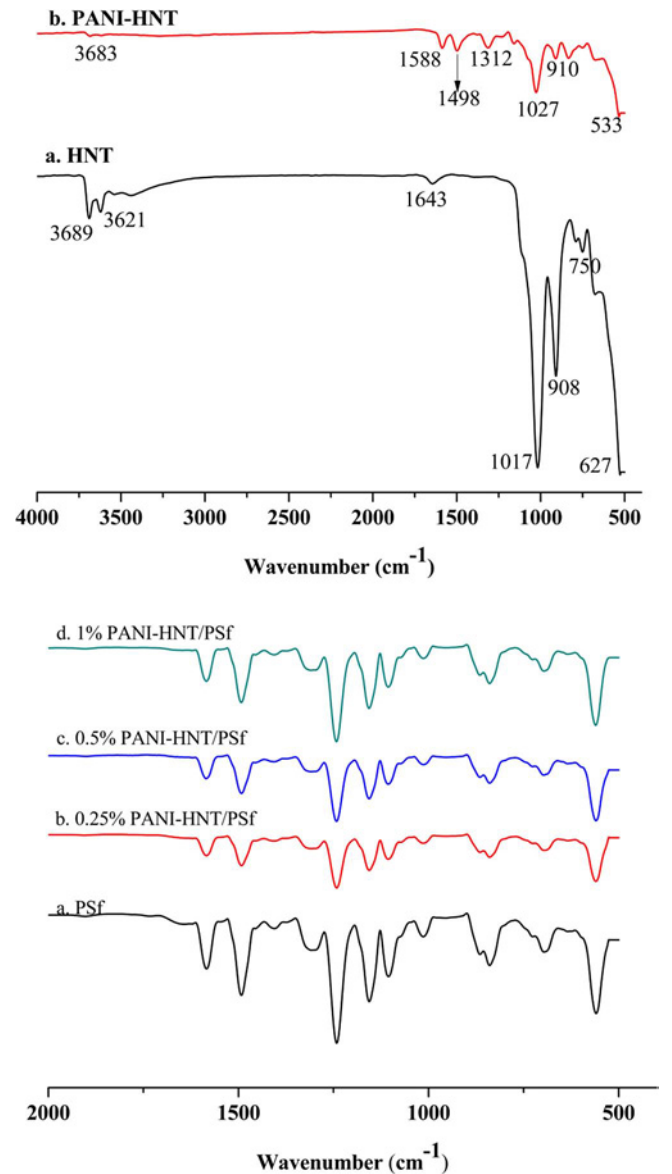 b. PANI-HNT
3683
1588
1312
910
1498
1027
533
a. HNT
3689
3621
1643
750
908
1017
627
4000 3500 3000 2500 2000 1500 1000 500
Wavenumber (cm-1)
d. 1% PANI-HNT/PSf
c. 0.5% PANI-HNT/PSf
b. 0.25% PANI-HNT/PSf
a. PSf
2000 1500 1000 500
Wavenumber (cm-1)